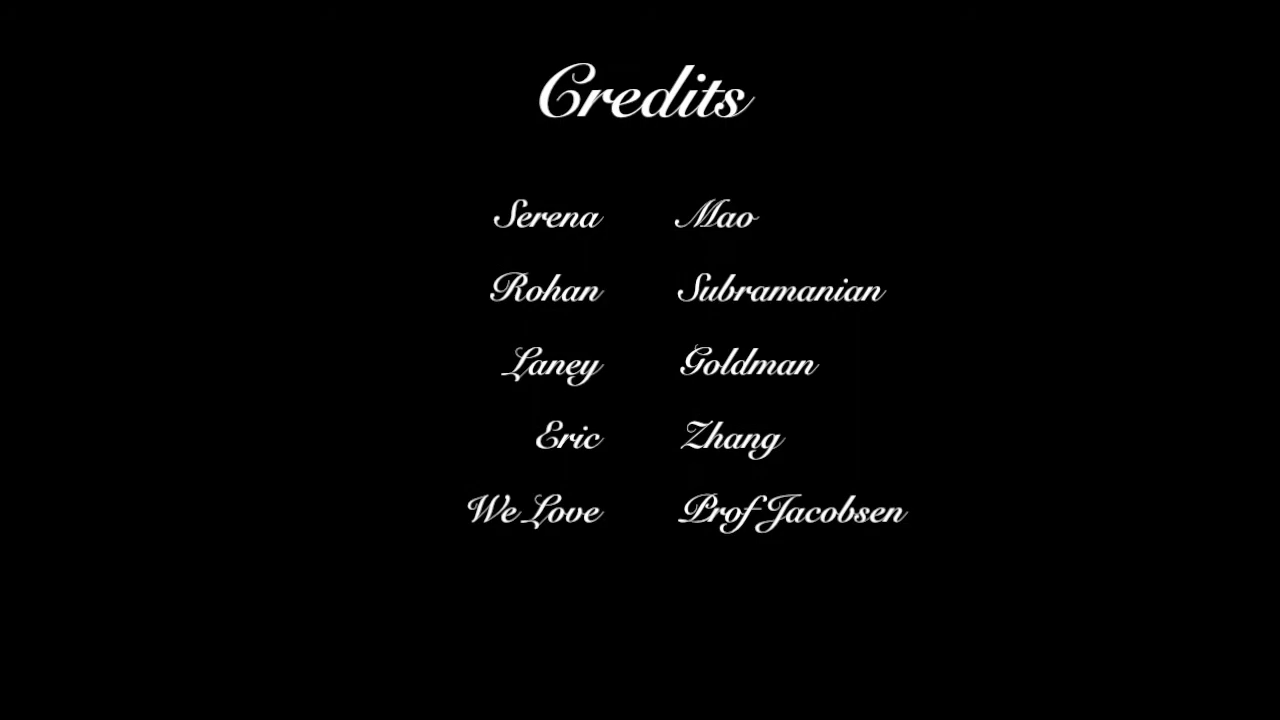 Credits
Serena Mao
Rohan Subramanian
Laney Goldman
Eric Zhang
We Love Prof Jacobsen